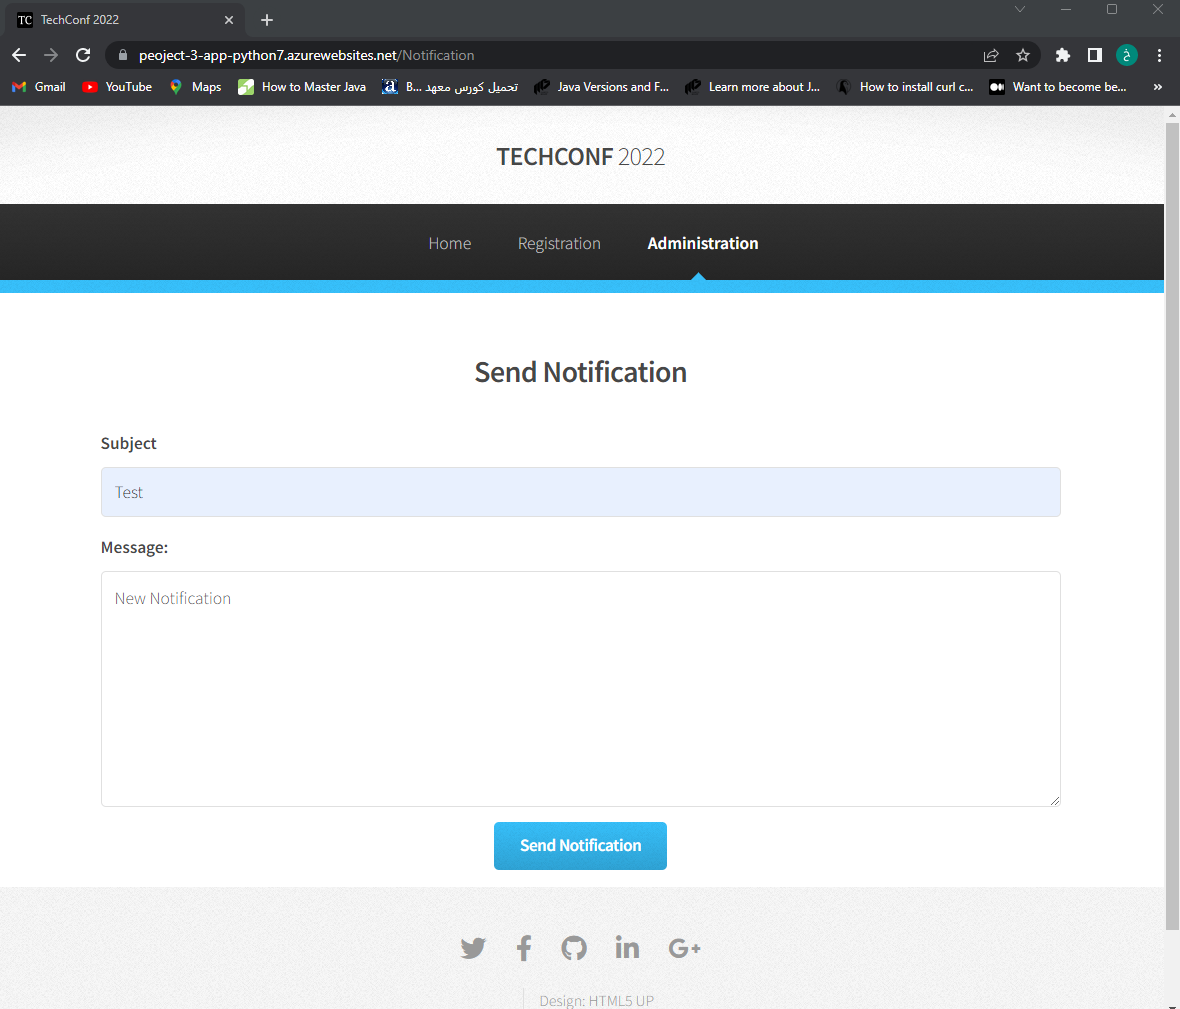 TC TechConf 2022
peoject-3-app-python7.azurewebsites.net/Notification
خ
Gmail YouTube Maps How to Master Java a B... تحميل كورس معهد Java Versions and F... Learn more about J... How to install curl c... Want to become be... »
TECHCONF 2022
Home Registration Administration
Send Notification
Subject
Test
Message:
New Notification
Send Notification
Design: HTML5 UP